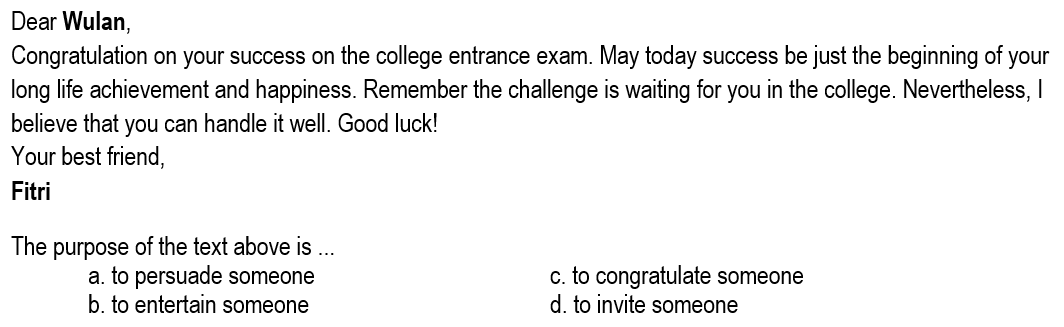 Dear Wulan,
Congratulation on your success on the college entrance exam. May today success be just the beginning of your
long life achievement and happiness. Remember the challenge is waiting for you in the college. Nevertheless, I
believe that you can handle it well. Good luck!
Your best friend,
Fitri
The purpose of the text above is ...
a. to persuade someone c. to congratulate someone
b. to entertain someone d. to invite someone